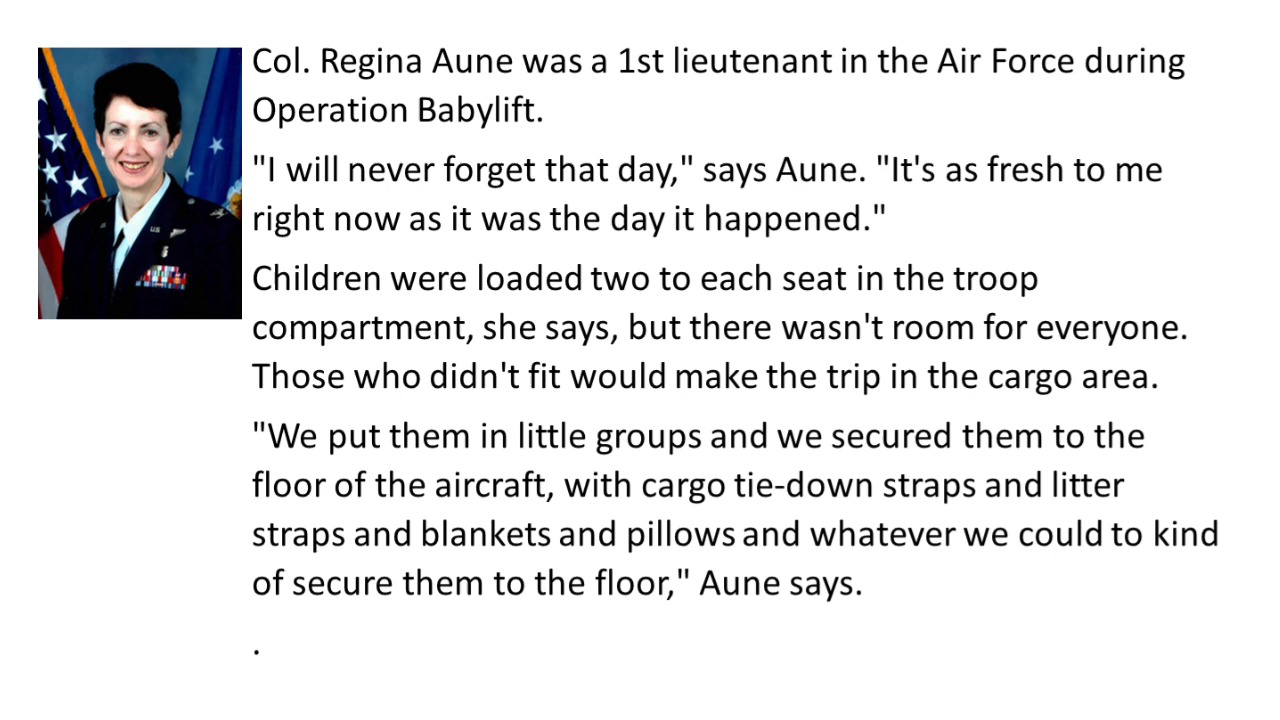 Col. Regina Aune was a 1st lieutenant in the Air Force during
Operation Babylift.
"I will never forget that day," says Aune. "It's as fresh to me
right now as it was the day it happened."
Children were loaded two to each seat in the troop
compartment, she says, but there wasn't room for everyone.
Those who didn't fit would make the trip in the cargo area.
"We put them in little groups and we secured them to the
floor of the aircraft, with cargo tie-down straps and litter
straps and blankets and pillows and whatever we could to kind
of secure them to the floor," Aune says.
.